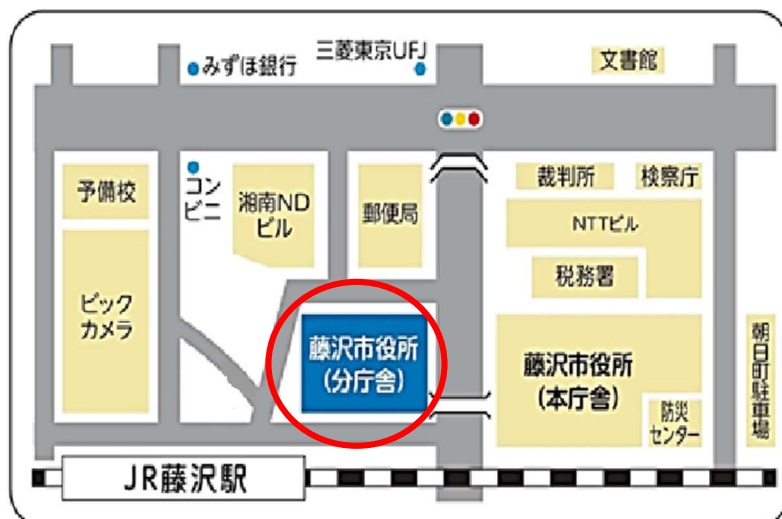 みずほ銀行
三菱東京UFJ
文書館
予備校
コン
ビニ
湘南ND
ビル
郵便局
裁判所
検察庁
NTTビル
税務署
ビック
カメラ
藤沢市役所
(分庁舎)
藤沢市役所
(本庁舎)
防災
センター
朝日町駐車場
JR藤沢駅